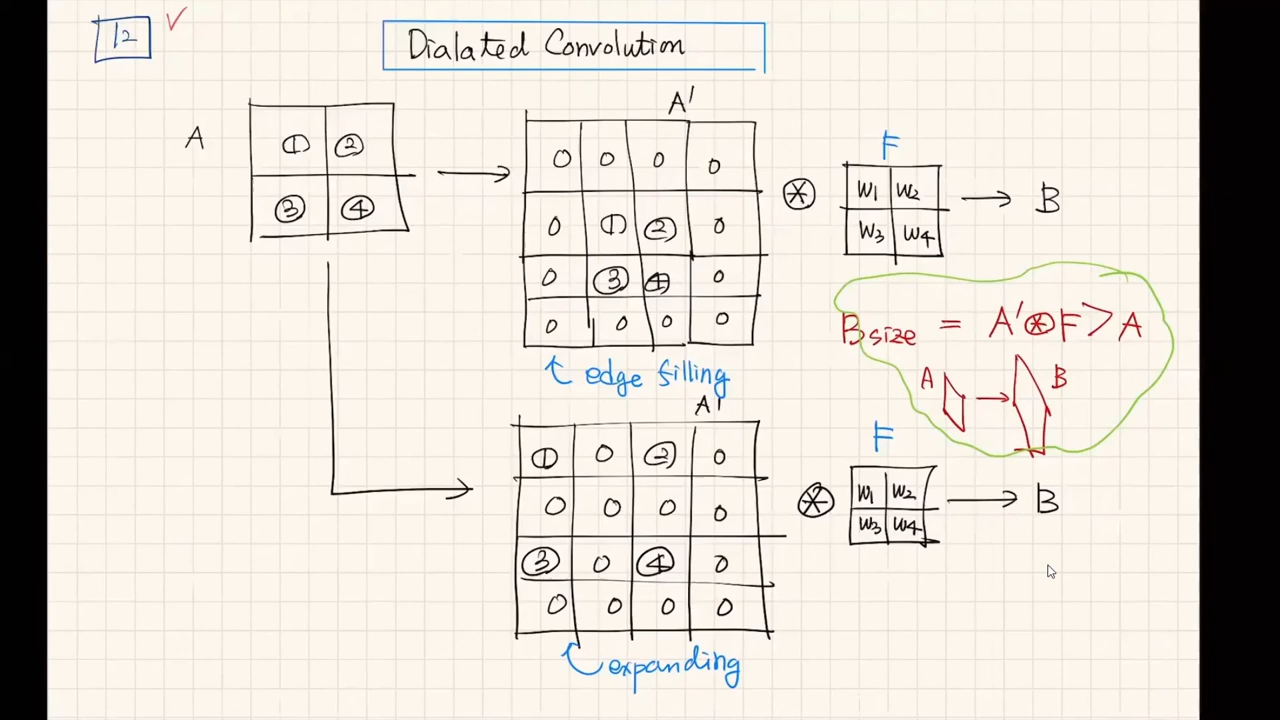 12 ✓
Dialated Convolution
A
① ②
③ ④
A'
0 0 0 0
0 ① ② 0
0 ③ ④ 0
0 0 0 0
edge filling
⊛
F
W1 W2
W3 W4
→ B
Bsize = A' ⊛ F > A
A → B
A'
① 0 ② 0
0 0 0 0
③ 0 ④ 0
0 0 0 0
expanding
⊛
F
W1 W2
W3 W4
→ B